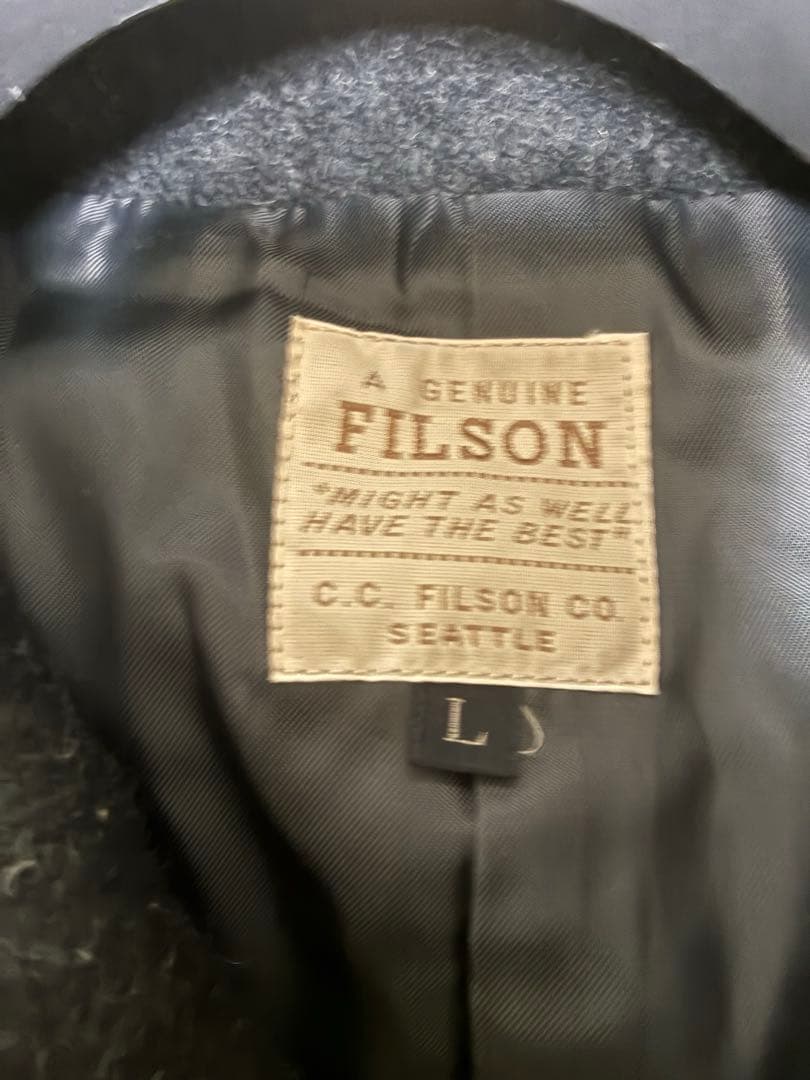 A GENUINE
FILSON
"MIGHT AS WELL
HAVE THE BEST"
C.C. FILSON CO.
SEATTLE
L